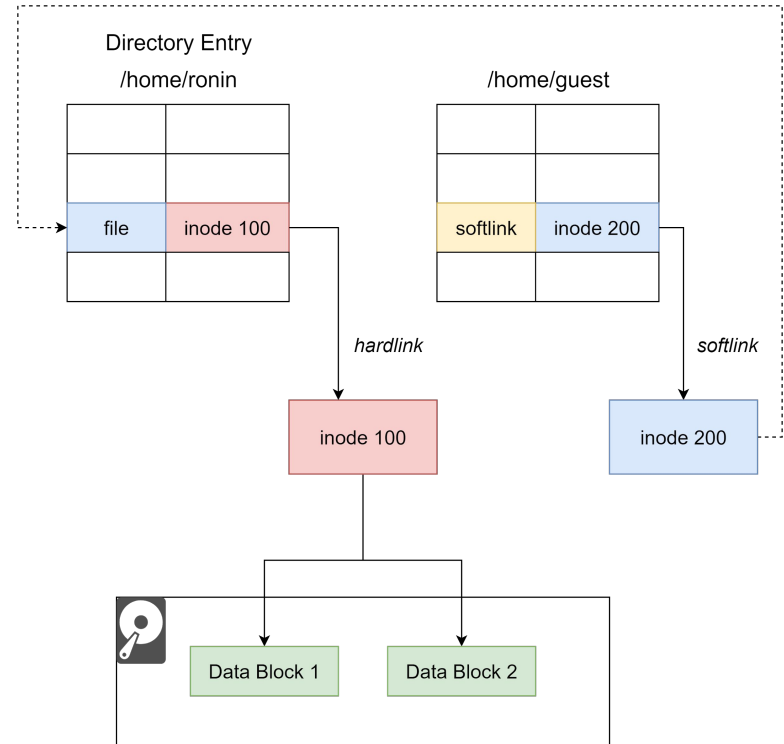 Directory Entry
/home/ronin
/home/guest
file
inode 100
softlink
inode 200
hardlink
softlink
inode 100
inode 200
Data Block 1
Data Block 2